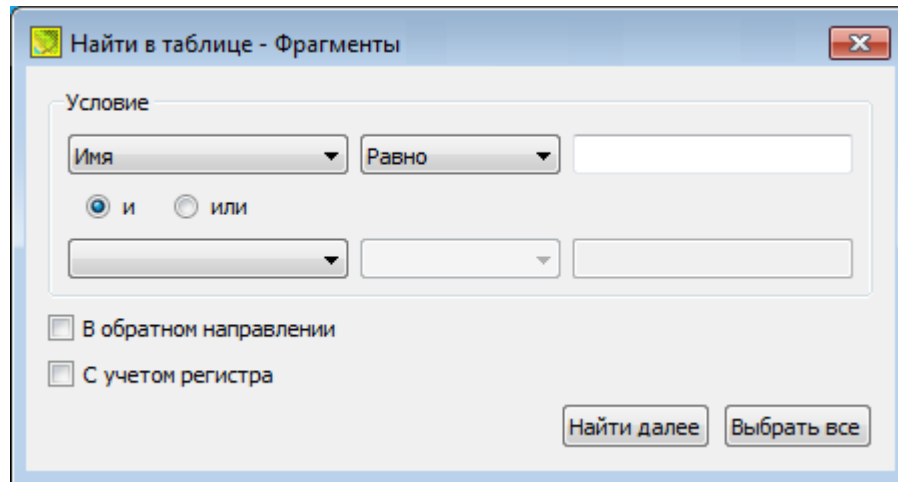 Найти в таблице - Фрагменты
Условие
Имя Равно
и или
В обратном направлении
С учетом регистра
Найти далее Выбрать все